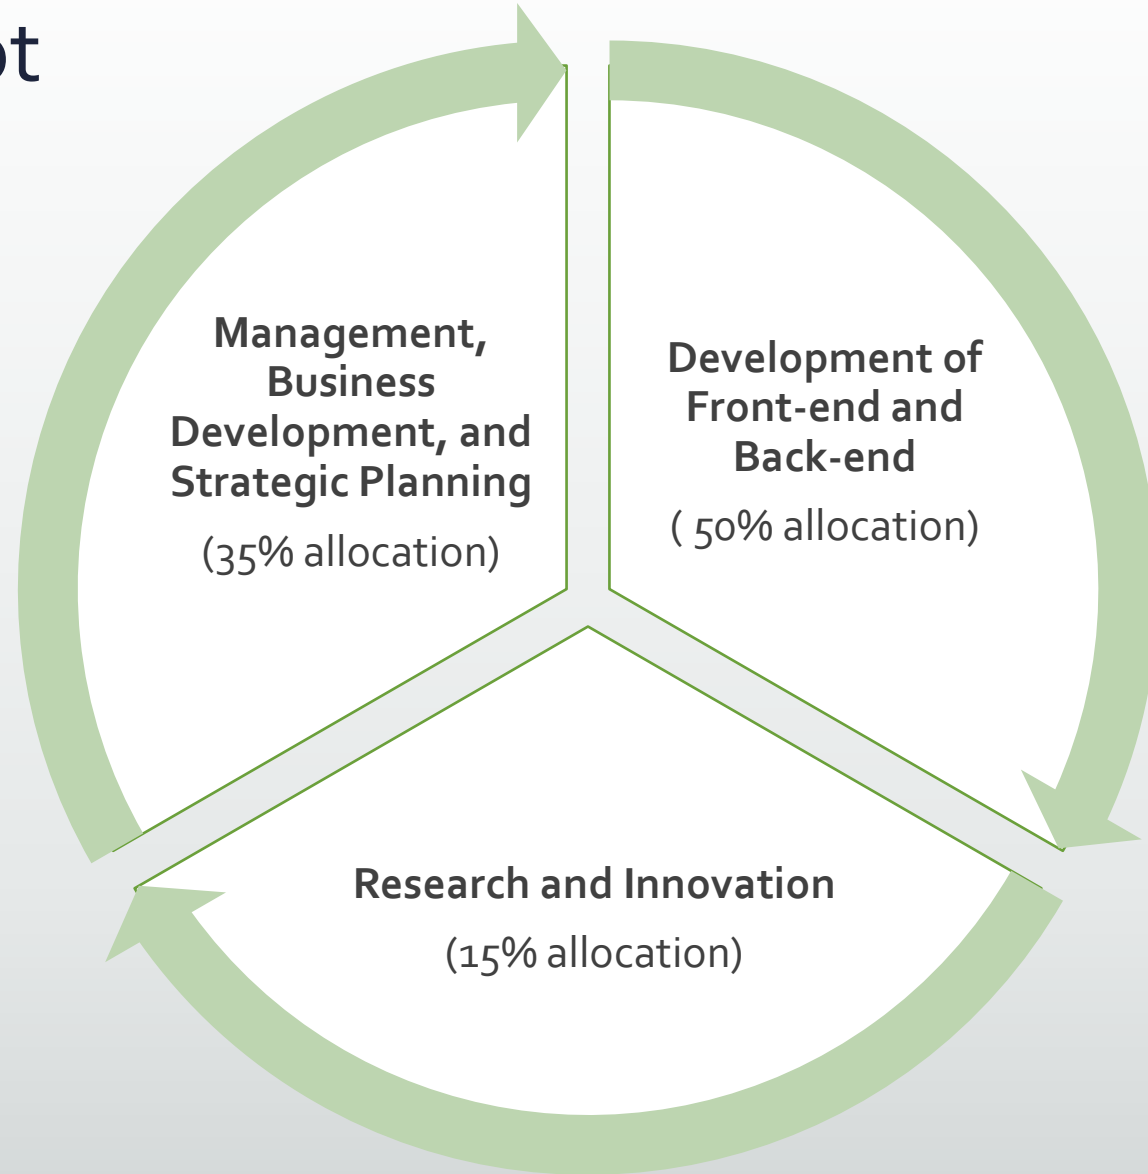 ot
Management,
Business
Development, and
Strategic Planning
(35% allocation)
Development of
Front-end and
Back-end
( 50% allocation)
Research and Innovation
(15% allocation)